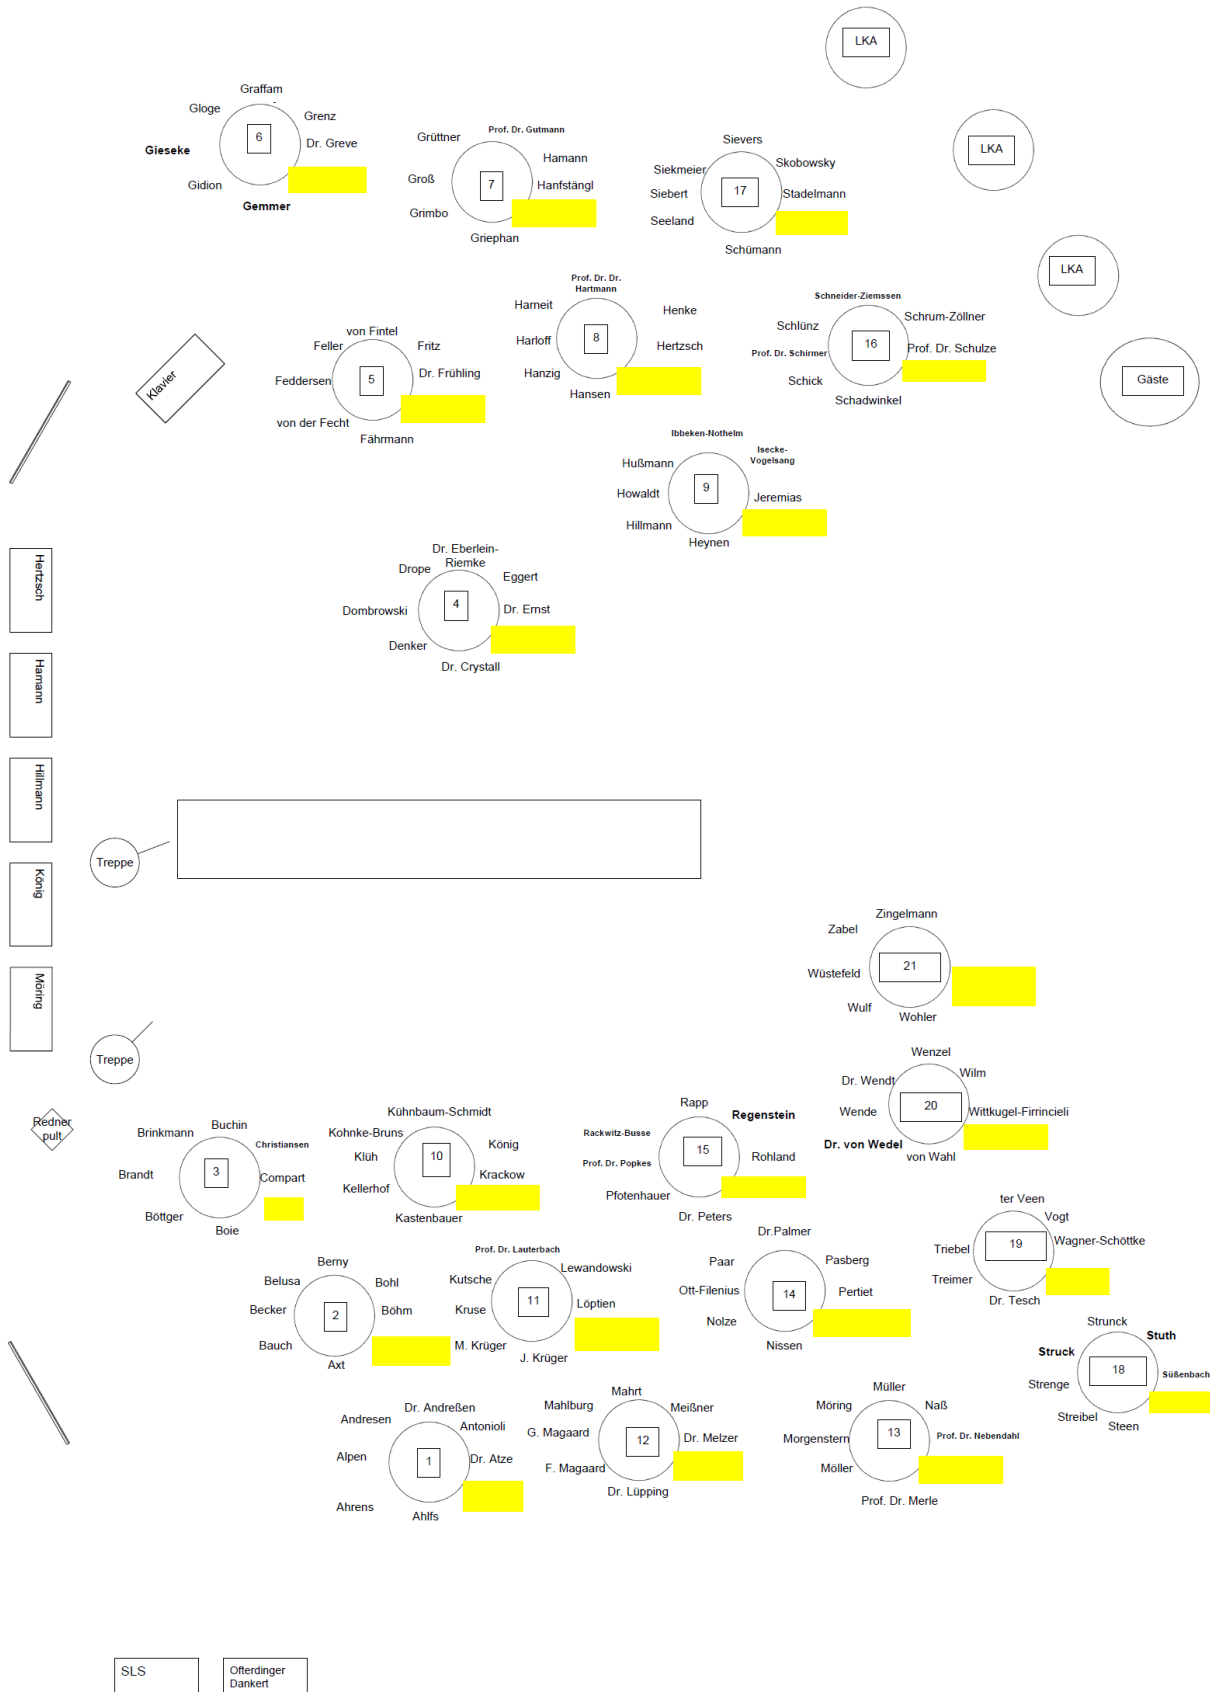 LKA
Graffam
Gloge
Grenz
6
Dr. Greve
Gieseke
Gidion
Gemmer
Prof. Dr. Gutmann
Grüttner
Hamann
Groß
7
Hanfstängl
Grimbo
Griephan
Sievers
Siekmeier
Skobowsky
Siebert
17
Stadelmann
Seeland
Schümann
LKA
LKA
Prof. Dr. Dr.
Hartmann
Harneit
Henke
Harloff
8
Hertzsch
Hanzig
Hansen
Schneider-Ziemssen
Schlünz
Schrum-Zöllner
Prof. Dr. Schirmer
16
Prof. Dr. Schulze
Schick
Schadwinkel
Gäste
von Fintel
Feller
Fritz
Feddersen
5
Dr. Frühling
von der Fecht
Fährmann
Klavier
Ibbeken-Nothelm
Isecke-
Vogelsang
Hußmann
Howaldt
9
Jeremias
Hillmann
Heynen
Dr. Eberlein-
Riemke
Drope
Eggert
Dombrowski
4
Dr. Ernst
Denker
Dr. Crystall
Hertzsch
Hamann
Hillmann
König
Möring
Treppe
Treppe
Redner
pult
Zingelmann
Zabel
Wüstefeld
21
Wulf
Wohler
Wenzel
Dr. Wendt
Wilm
Wende
20
Wittkugel-Firrincieli
Dr. von Wedel
von Wahl
Buchin
Brinkmann
Christiansen
Brandt
3
Compart
Böttger
Boie
Kühnbaum-Schmidt
Kohnke-Bruns
König
Klüh
10
Krackow
Kellerhof
Kastenbauer
Rapp
Regenstein
Rackwitz-Busse
15
Rohland
Prof. Dr. Popkes
Pfotenhauer
Dr. Peters
ter Veen
Vogt
Triebel
19
Wagner-Schöttke
Treimer
Dr. Tesch
Berny
Belusa
Bohl
Becker
2
Böhm
Bauch
Axt
Prof. Dr. Lauterbach
Kutsche
Lewandowski
Kruse
11
Löptien
M. Krüger
J. Krüger
Dr.Palmer
Paar
Pasberg
Ott-Filenius
14
Pertiet
Nolze
Nissen
Strunck
Stuth
Struck
18
Süßenbach
Strenge
Streibel
Steen
Dr. Andreßen
Andresen
Antonioli
Alpen
1
Dr. Atze
Ahrens
Ahlfs
Mahrt
Mahlburg
Meißner
G. Magaard
12
Dr. Melzer
F. Magaard
Dr. Lüpping
Müller
Möring
Naß
Morgenstern
13
Prof. Dr. Nebendahl
Möller
Prof. Dr. Merle
SLS
Ofterdinger
Dankert